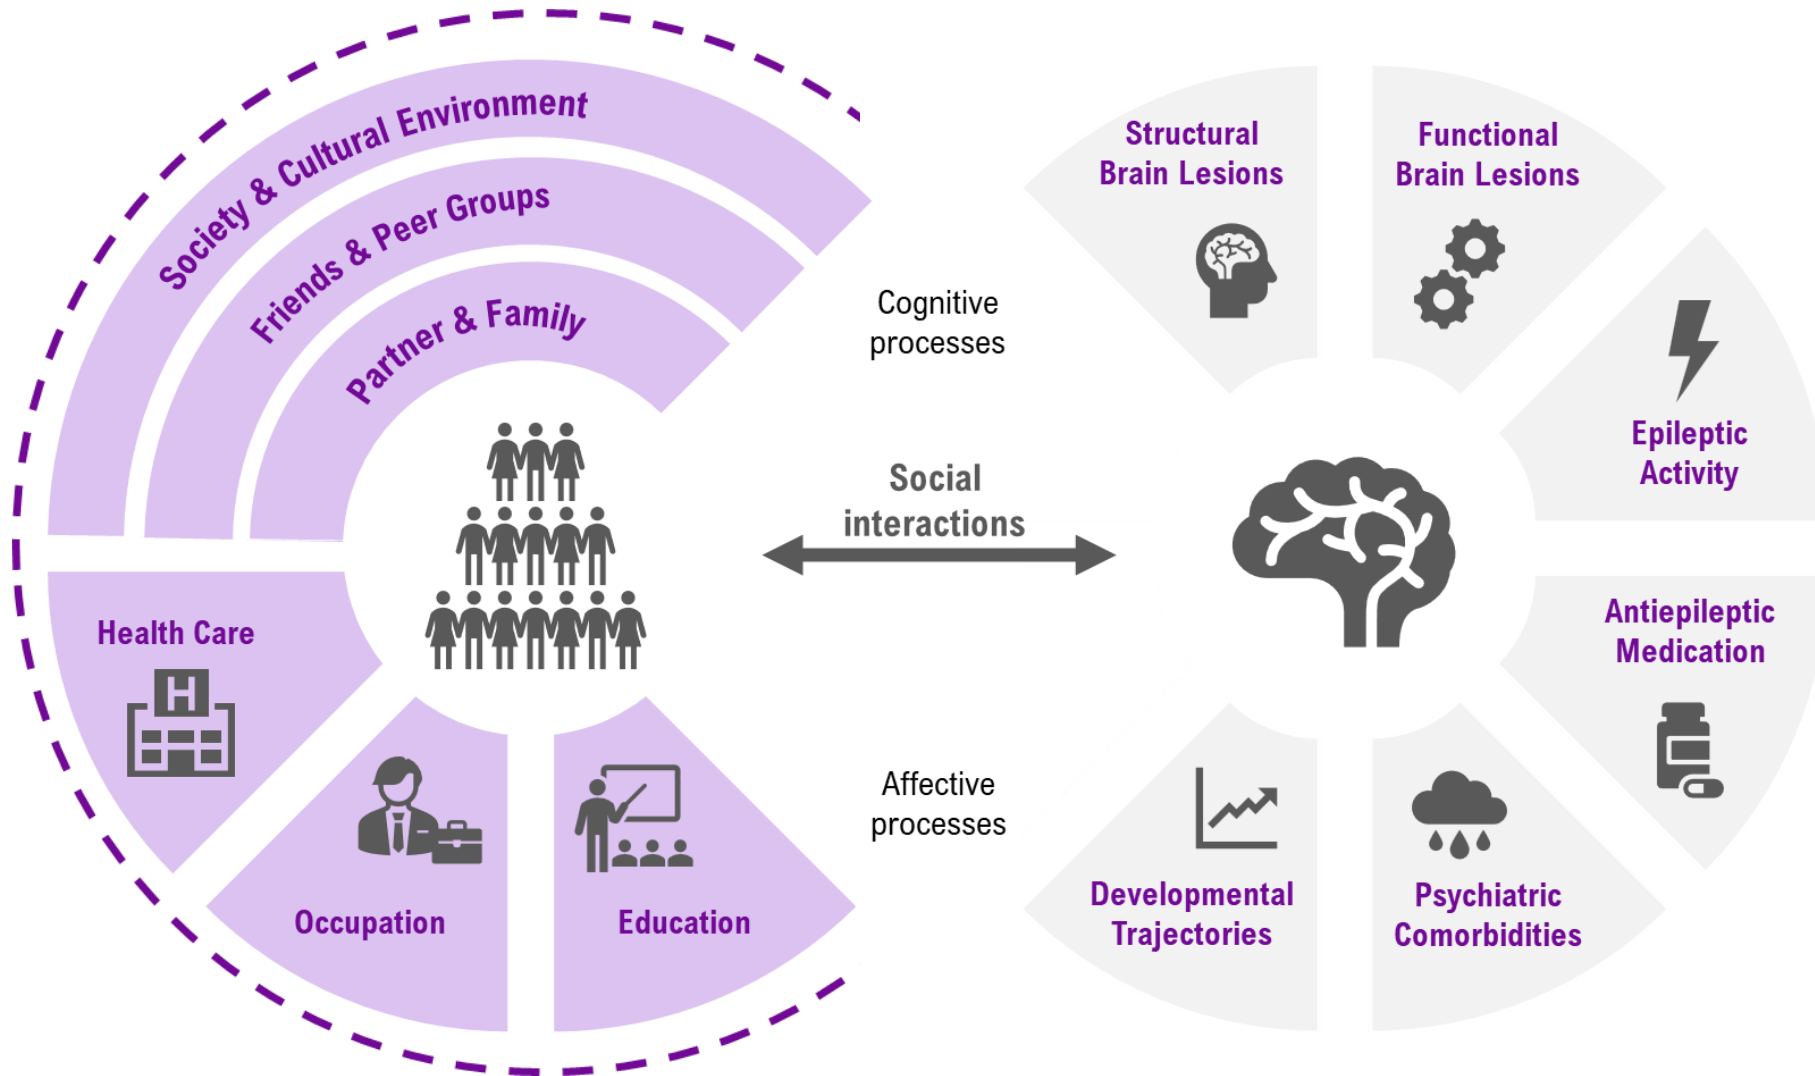 Society & Cultural Environment
Friends & Peer Groups
Partner & Family
Health Care
H
Occupation
Education
Cognitive
processes
Social
interactions
Affective
processes
Structural
Brain Lesions
Functional
Brain Lesions
Epileptic
Activity
Antiepileptic
Medication
Developmental
Trajectories
Psychiatric
Comorbidities